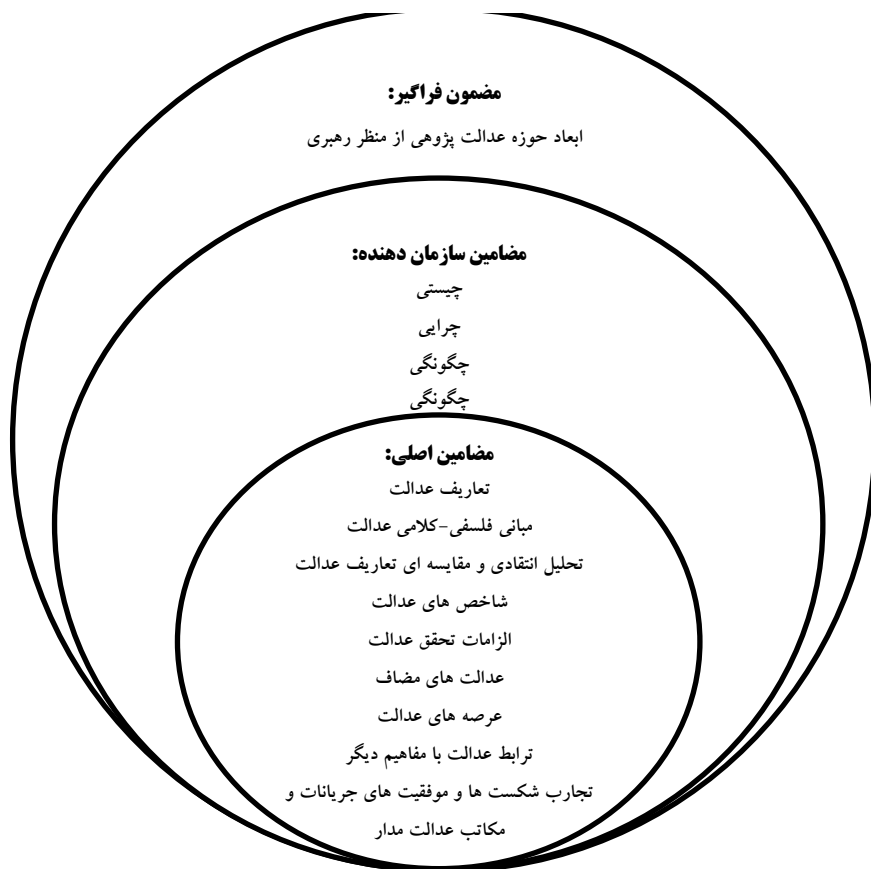 مضمون فراگیر:
ابعاد حوزه عدالت پژوهی از منظر رهبری
مضامین سازمان دهنده:
چیستی
چرایی
چگونگی
چگونگی
مضامین اصلی:
تعاریف عدالت
مبانی فلسفی-کلامی عدالت
تحلیل انتقادی و مقایسه ای تعاریف عدالت
شاخص های عدالت
الزامات تحقق عدالت
عدالت های مضاف
عرصه های عدالت
ترابط عدالت با مفاهیم دیگر
تجارب شکست ها و موفقیت های جریانات و
مکاتب عدالت مدار